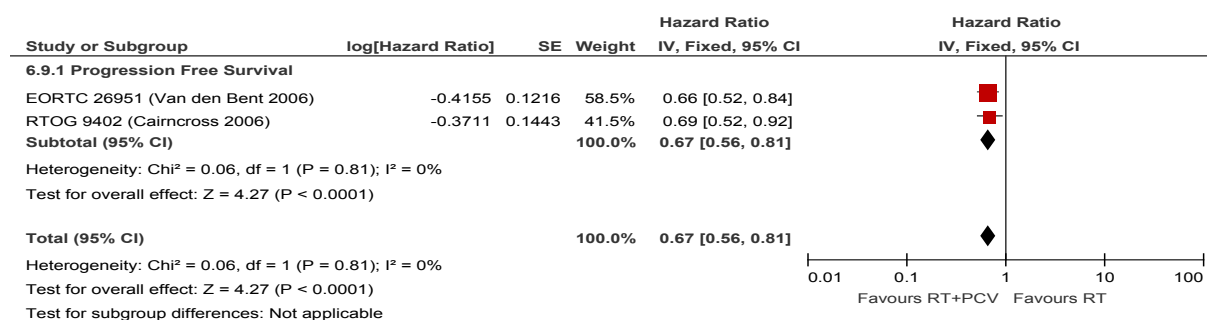 Hazard Ratio Hazard Ratio
Study or Subgroup log[Hazard Ratio] SE Weight IV, Fixed, 95% CI IV, Fixed, 95% CI
6.9.1 Progression Free Survival
EORTC 26951 (Van den Bent 2006) -0.4155 0.1216 58.5% 0.66 [0.52, 0.84]
RTOG 9402 (Cairncross 2006) -0.3711 0.1443 41.5% 0.69 [0.52, 0.92]
Subtotal (95% CI) 100.0% 0.67 [0.56, 0.81]
Heterogeneity: Chi² = 0.06, df = 1 (P = 0.81); I² = 0%
Test for overall effect: Z = 4.27 (P < 0.0001)
Total (95% CI) 100.0% 0.67 [0.56, 0.81]
Heterogeneity: Chi² = 0.06, df = 1 (P = 0.81); I² = 0%
Test for overall effect: Z = 4.27 (P < 0.0001)
Test for subgroup differences: Not applicable
0.01 0.1 1 10 100
Favours RT+PCV Favours RT